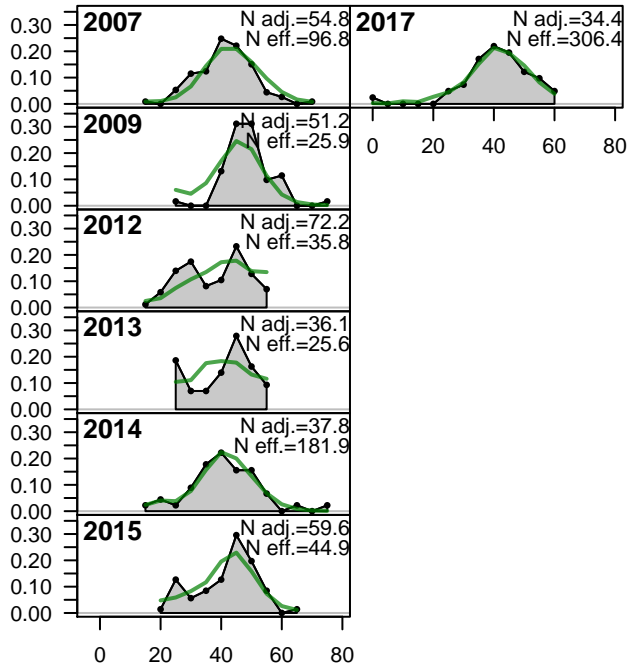 2007
N adj.=54.8
N eff.=96.8
0.30
0.20
0.10
0.00
2009
N adj.=51.2
N eff.=25.9
0.30
0.20
0.10
0.00
2012
N adj.=72.2
N eff.=35.8
0.30
0.20
0.10
0.00
2013
N adj.=36.1
N eff.=25.6
0.30
0.20
0.10
0.00
2014
N adj.=37.8
N eff.=181.9
0.30
0.20
0.10
0.00
2015
N adj.=59.6
N eff.=44.9
0.30
0.20
0.10
0.00
0 20 40 60 80
2017
N adj.=34.4
N eff.=306.4
0 20 40 60 80